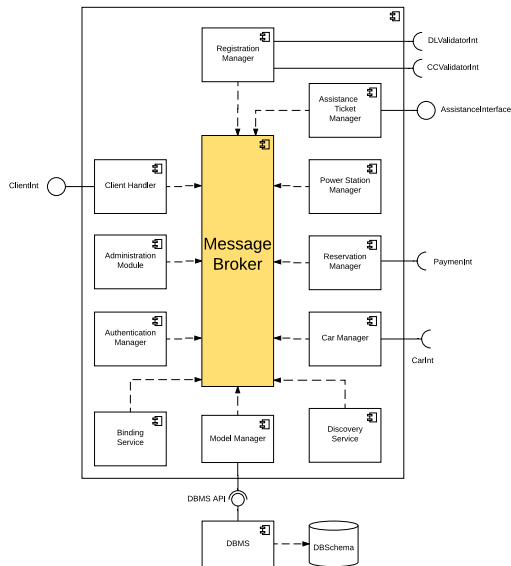 Registration
Manager
DLValidatorInt
CCValidatorInt
Assistance
Ticket
Manager
AssistanceInterface
ClientInt
Client Handler
Power Station
Manager
Message
Broker
Administration
Module
Reservation
Manager
PaymenInt
Authentication
Manager
Car Manager
CarInt
Binding
Service
Model Manager
Discovery
Service
DBMS API
DBMS
DBSchema